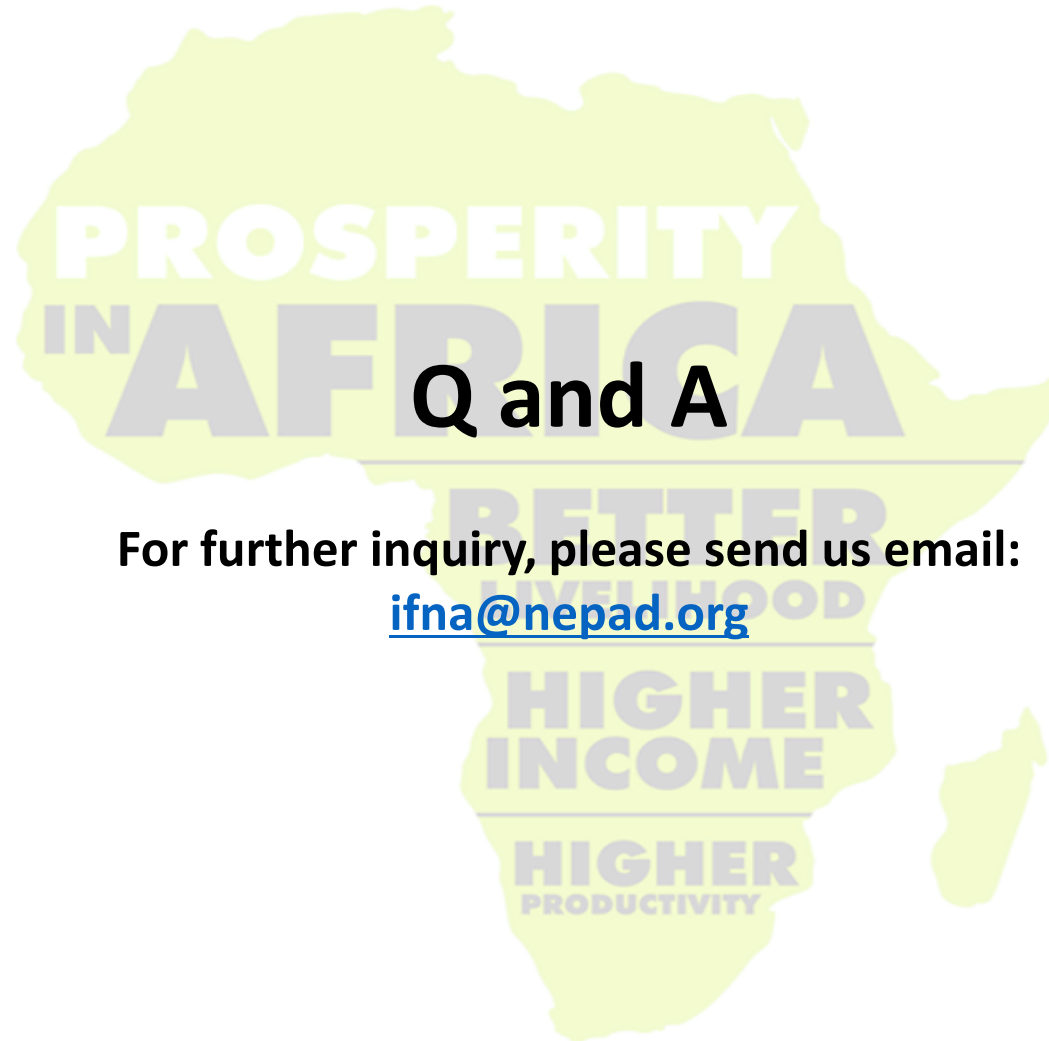 PROSPERITY
IN AFRICA
Q and A
BETTER
For further inquiry, please send us email:
LIVELIHOOD
ifna@nepad.org
HIGHER
INCOME
HIGHER
PRODUCTIVITY